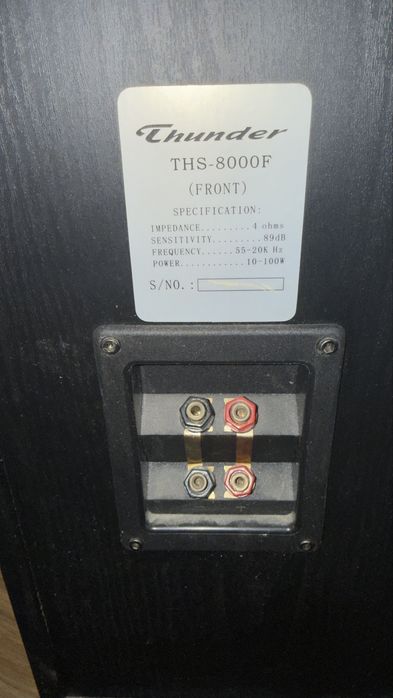 Thunder
THS-8000F
(FRONT)
SPECIFICATION:
IMPEDANCE.........4 ohms
SENSITIVITY........89dB
FREQUENCY......55-20K Hz
POWER............10-100W
S/NO.: